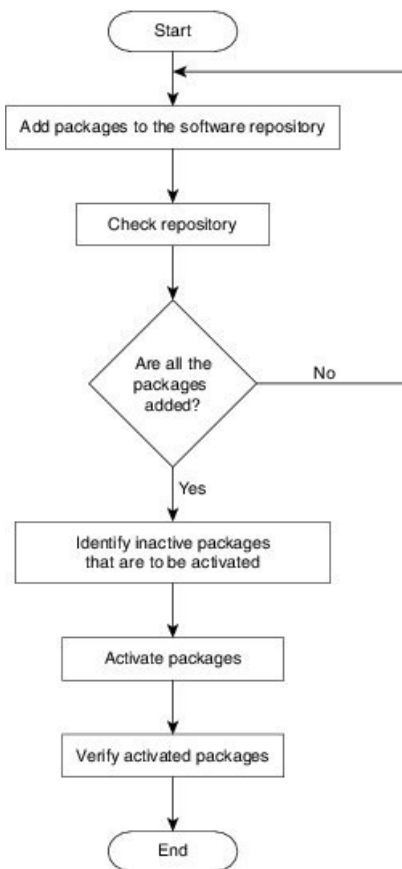 Start
Add packages to the software repository
Check repository
Are all the
packages
added?
No
Yes
Identify inactive packages
that are to be activated
Activate packages
Verify activated packages
End